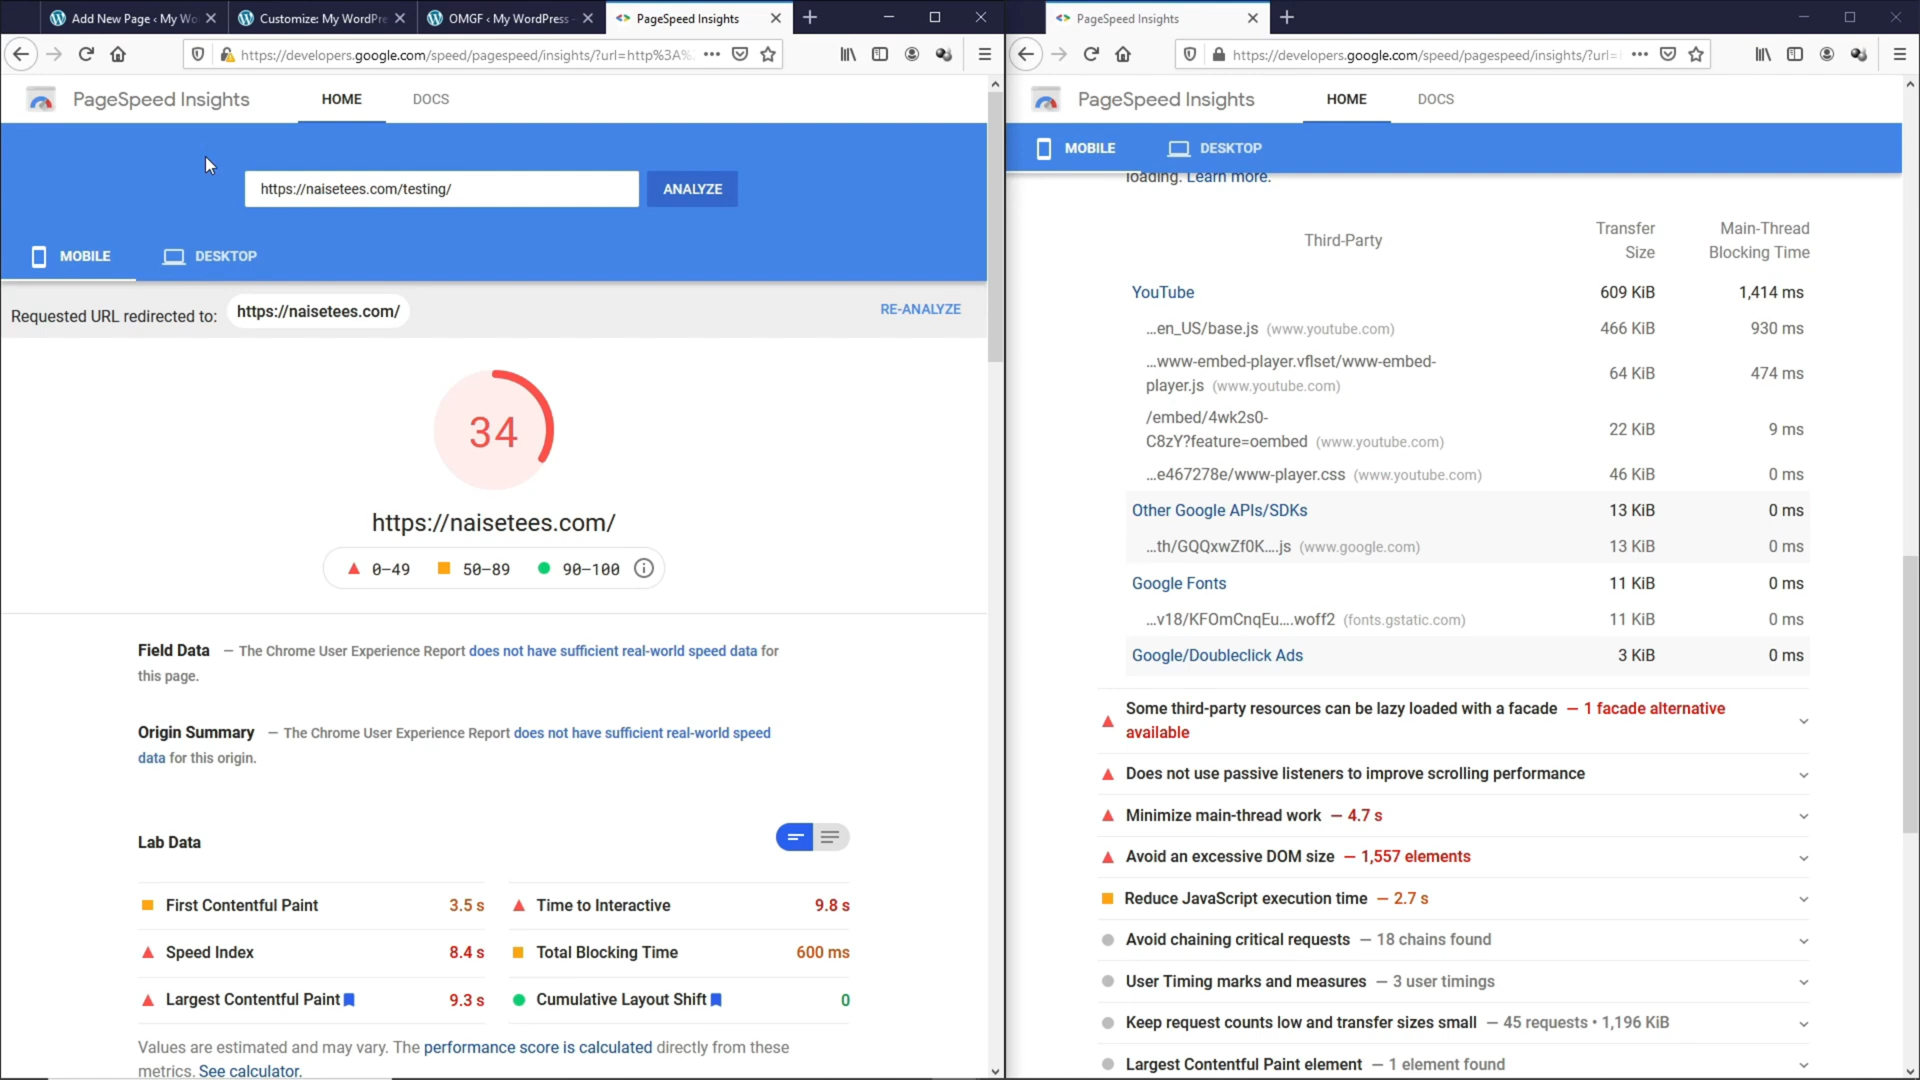 Add New Page ‹ My Wo
Customize: My WordPre
OMGF ‹ My WordPress
PageSpeed Insights
https://developers.google.com/speed/pagespeed/insights/?url=http%3A%
PageSpeed Insights
HOME
DOCS
https://naisetees.com/testing/
ANALYZE
MOBILE
DESKTOP
Requested URL redirected to:
https://naisetees.com/
RE-ANALYZE
34
https://naisetees.com/
0–49
50–89
90–100
Field Data — The Chrome User Experience Report does not have sufficient real-world speed data for
this page.
Origin Summary — The Chrome User Experience Report does not have sufficient real-world speed
data for this origin.
Lab Data
First Contentful Paint 3.5 s
Time to Interactive 9.8 s
Speed Index 8.4 s
Total Blocking Time 600 ms
Largest Contentful Paint 9.3 s
Cumulative Layout Shift 0
Values are estimated and may vary. The performance score is calculated directly from these
metrics. See calculator.
PageSpeed Insights
https://developers.google.com/speed/pagespeed/insights/?url=
PageSpeed Insights
HOME
DOCS
MOBILE
DESKTOP
loading. Learn more.
Third-Party
Transfer
Size
Main-Thread
Blocking Time
YouTube 609 KiB 1,414 ms
...en_US/base.js (www.youtube.com) 466 KiB 930 ms
...www-embed-player.vflset/www-embed-
player.js (www.youtube.com) 64 KiB 474 ms
/embed/4wk2s0-
C8zY?feature=oembed (www.youtube.com) 22 KiB 9 ms
...e467278e/www-player.css (www.youtube.com) 46 KiB 0 ms
Other Google APIs/SDKs 13 KiB 0 ms
...th/GQQxwZf0K....js (www.google.com) 13 KiB 0 ms
Google Fonts 11 KiB 0 ms
...v18/KFOmCnqEu....woff2 (fonts.gstatic.com) 11 KiB 0 ms
Google/Doubleclick Ads 3 KiB 0 ms
Some third-party resources can be lazy loaded with a facade — 1 facade alternative
available
Does not use passive listeners to improve scrolling performance
Minimize main-thread work — 4.7 s
Avoid an excessive DOM size — 1,557 elements
Reduce JavaScript execution time — 2.7 s
Avoid chaining critical requests — 18 chains found
User Timing marks and measures — 3 user timings
Keep request counts low and transfer sizes small — 45 requests • 1,196 KiB
Largest Contentful Paint element — 1 element found